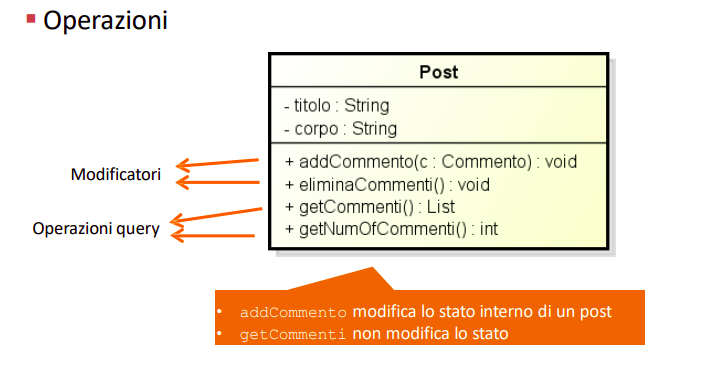 ▪ Operazioni
Post
- titolo : String
- corpo : String
+ addCommento(c : Commento) : void
+ eliminaCommenti() : void
+ getCommenti() : List
+ getNumOfCommenti() : int
Modificatori
Operazioni query
• addCommento modifica lo stato interno di un post
• getCommenti non modifica lo stato